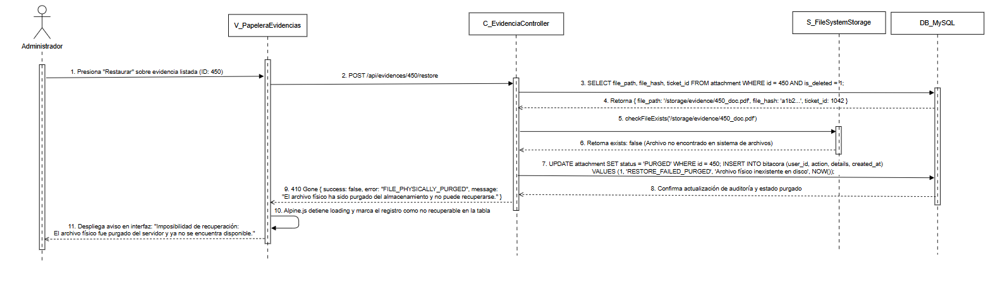 Administrador
V_PapeleraEvidencias
C_EvidenciaController
S_FileSystemStorage
DB_MySQL
1. Presiona "Restaurar" sobre evidencia listada (ID: 450)
2. POST /api/evidences/450/restore
3. SELECT file_path, file_hash, ticket_id FROM attachment WHERE id = 450 AND is_deleted = 1;
4. Retorna { file_path: '/storage/evidence/450_doc.pdf', file_hash: 'a1b2...', ticket_id: 1042 }
5. checkFileExists('/storage/evidence/450_doc.pdf')
6. Retorna exists: false (Archivo no encontrado en sistema de archivos)
7. UPDATE attachment SET status = 'PURGED' WHERE id = 450; INSERT INTO bitacora (user_id, action, details, created_at)
VALUES (1, 'RESTORE_FAILED_PURGED', 'Archivo físico inexistente en disco', NOW());
8. Confirma actualización de auditoría y estado purgado
9. 410 Gone { success: false, error: "FILE_PHYSICALLY_PURGED", message:
"El archivo físico ha sido purgado del almacenamiento y no puede recuperarse." }
10. Alpine.js detiene loading y marca el registro como no recuperable en la tabla
11. Despliega aviso en interfaz: "Imposibilidad de recuperación:
El archivo físico fue purgado del servidor y ya no se encuentra disponible."